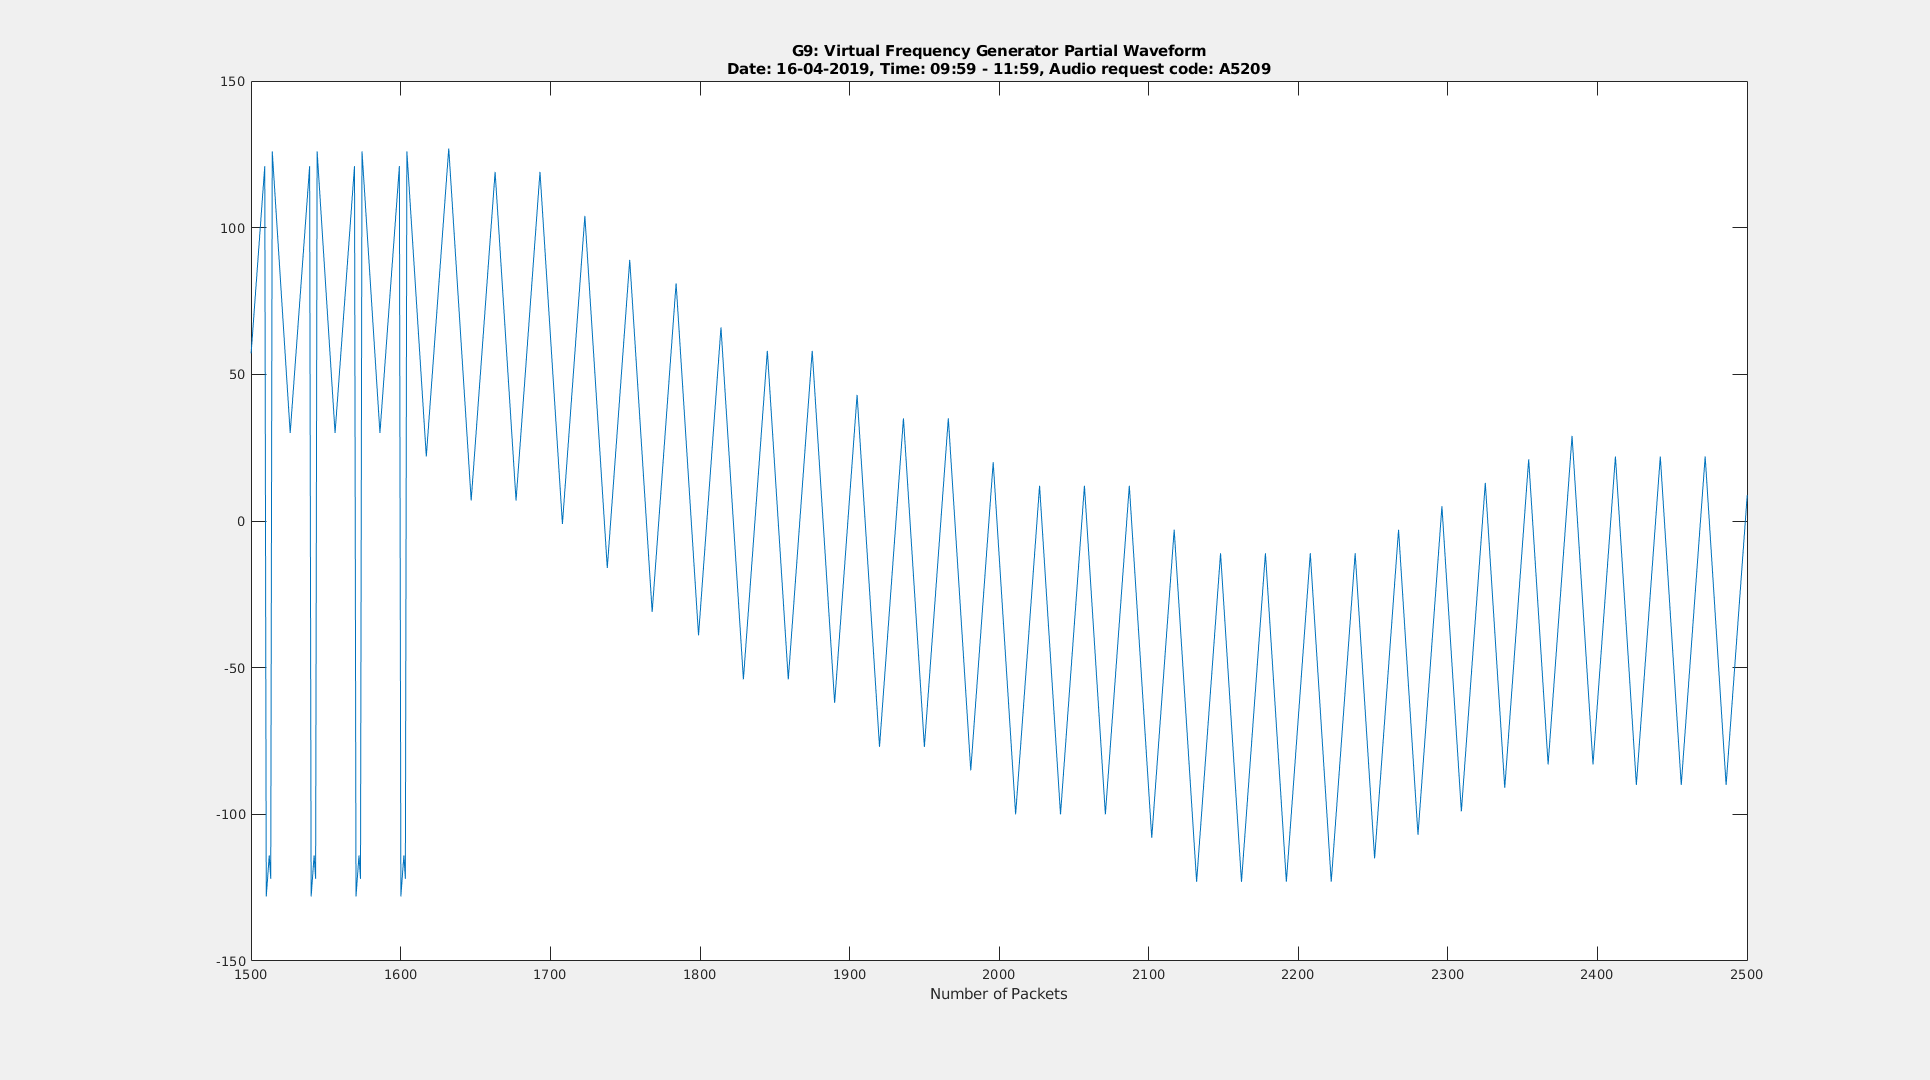 G9: Virtual Frequency Generator Partial Waveform
Date: 16-04-2019, Time: 09:59 - 11:59, Audio request code: A5209
150
100
50
0
-50
-100
-150
1500 1600 1700 1800 1900 2000 2100 2200 2300 2400 2500
Number of Packets